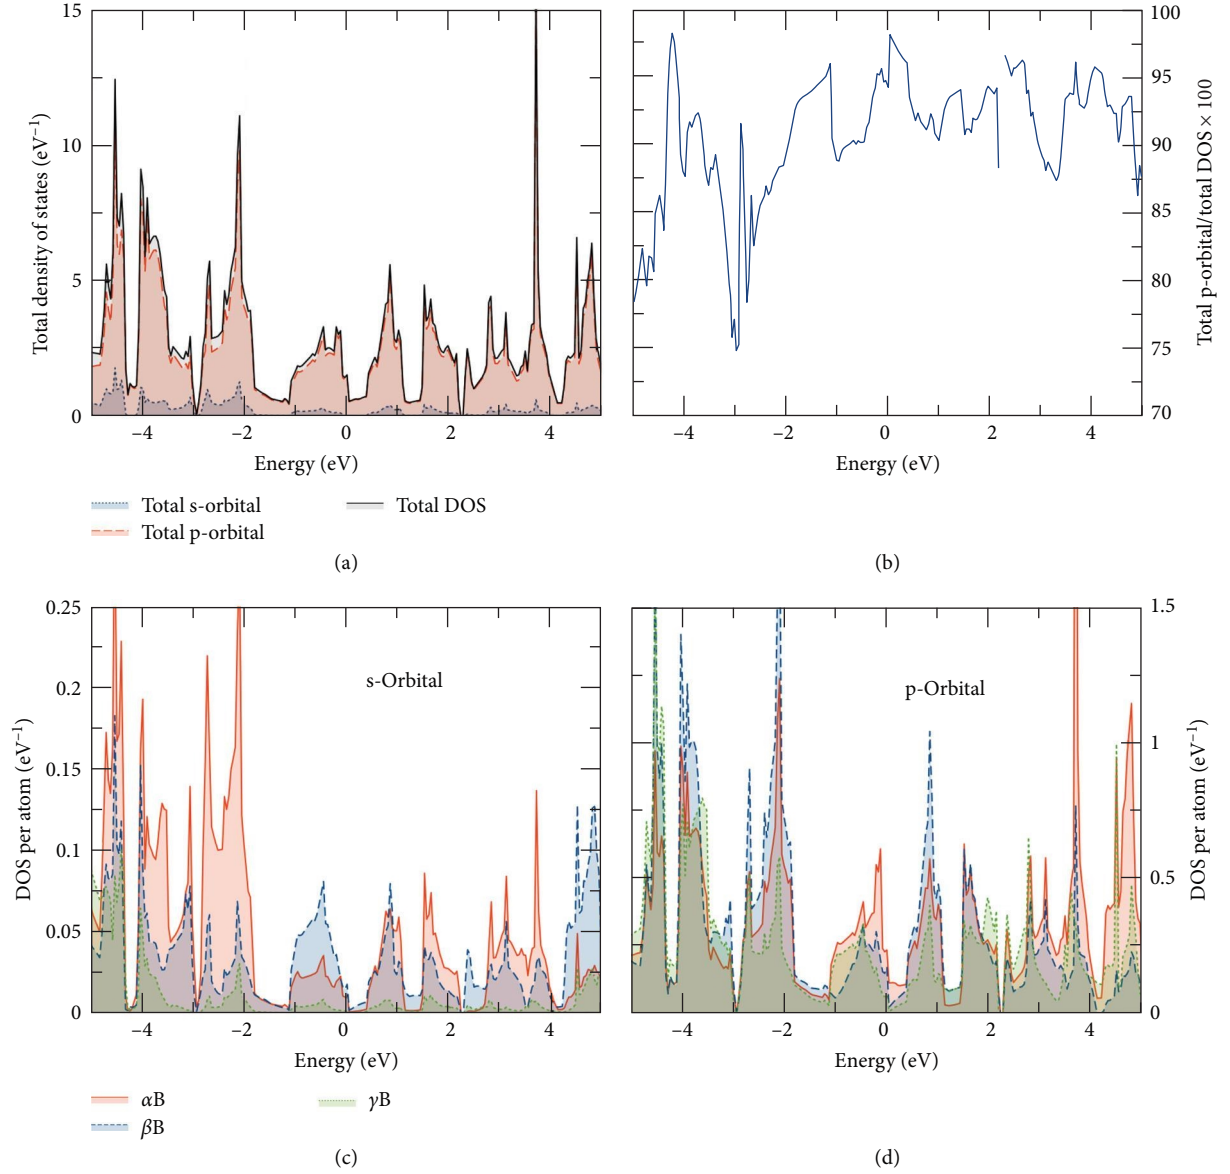 15
10
5
0
Total density of states (eV⁻¹)
−4
−2
0
2
4
Energy (eV)
Total s-orbital
Total DOS
Total p-orbital
(a)
100
95
90
85
80
75
70
Total p-orbital/total DOS × 100
−4
−2
0
2
4
Energy (eV)
(b)
0.25
0.2
0.15
0.1
0.05
0
DOS per atom (eV⁻¹)
s-Orbital
−4
−2
0
2
4
Energy (eV)
αB
γB
βB
(c)
1.5
1
0.5
0
DOS per atom (eV⁻¹)
p-Orbital
−4
−2
0
2
4
Energy (eV)
(d)